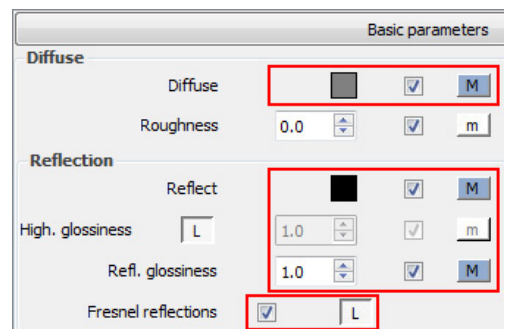 Basic parameters
Diffuse
Diffuse M
Roughness 0.0 m
Reflection
Reflect M
High. glossiness L 1.0 m
Refl. glossiness 1.0 M
Fresnel reflections L